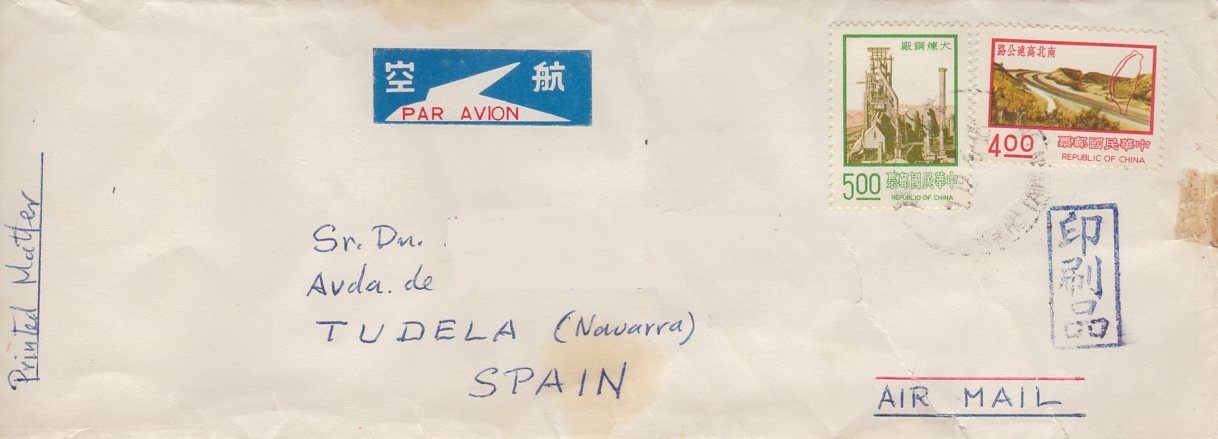 航空
PAR AVION
大煉鋼廠
5.00
中華民國郵票
REPUBLIC OF CHINA
南北高速公路
4.00
中華民國郵票
REPUBLIC OF CHINA
Printed Matter
Sr. Dn.
Avda. de
TUDELA (Navarra)
SPAIN
印刷品
AIR MAIL